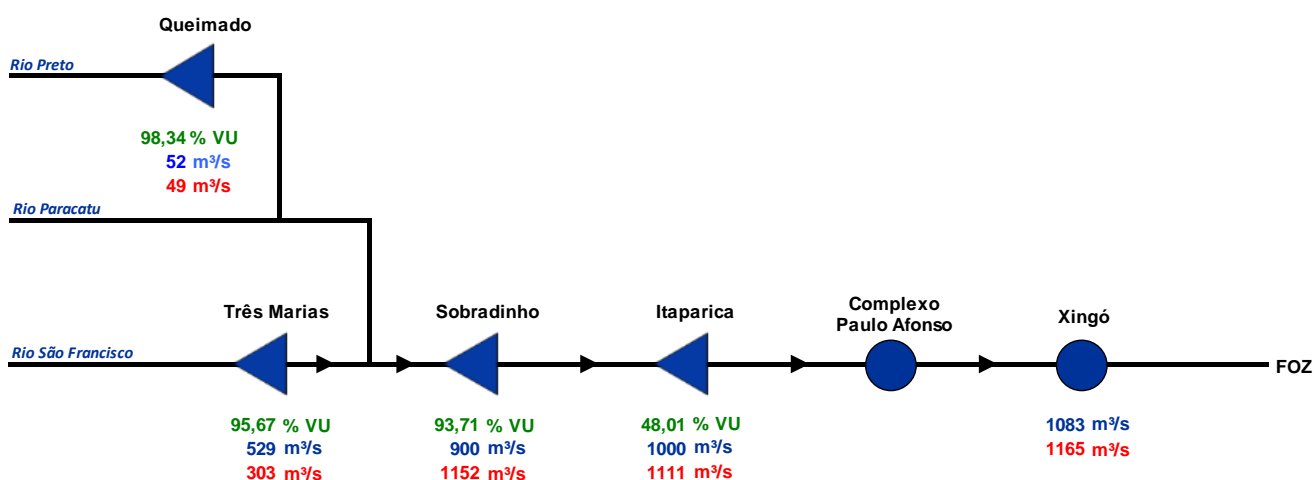 Queimado
Rio Preto
98,34 % VU
52 m³/s
49 m³/s
Rio Paracatu
Três Marias
Sobradinho
Itaparica
Complexo
Paulo Afonso
Xingó
Rio São Francisco
FOZ
95,67 % VU
529 m³/s
303 m³/s
93,71 % VU
900 m³/s
1152 m³/s
48,01 % VU
1000 m³/s
1111 m³/s
1083 m³/s
1165 m³/s